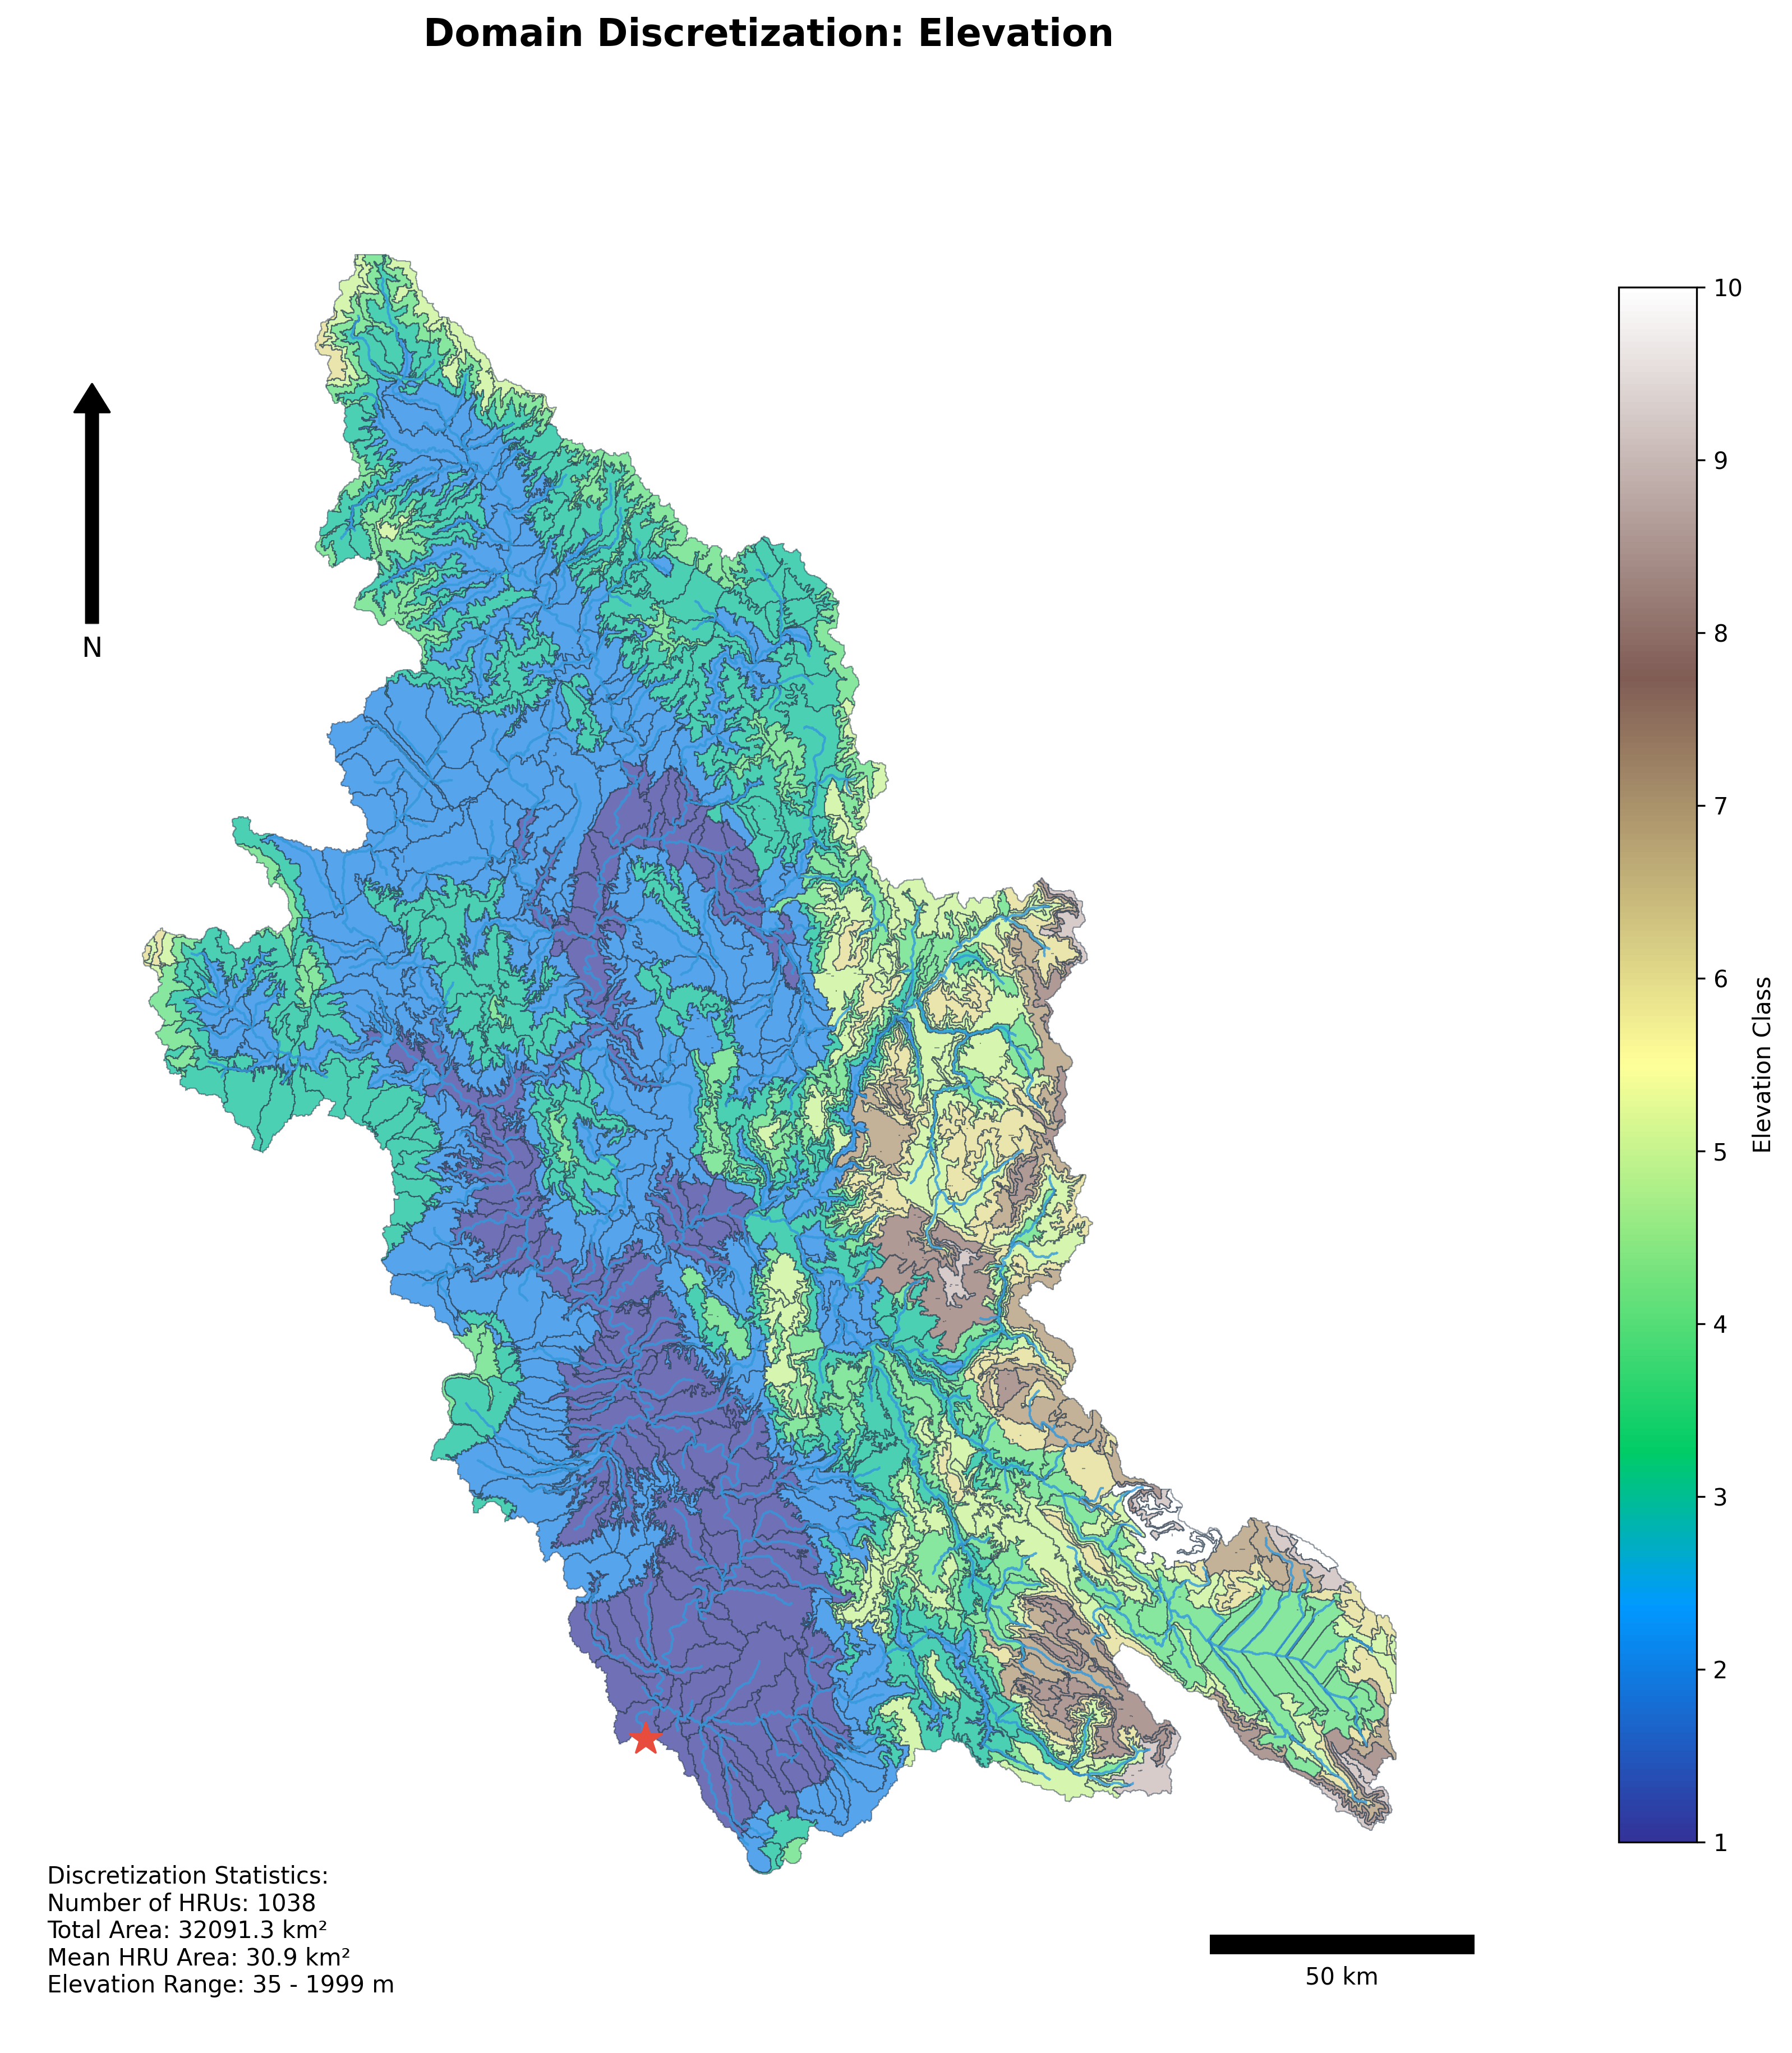 Domain Discretization: Elevation
N
10
9
8
7
6
5
4
3
2
1
Elevation Class
Discretization Statistics:
Number of HRUs: 1038
Total Area: 32091.3 km²
Mean HRU Area: 30.9 km²
Elevation Range: 35 - 1999 m
50 km